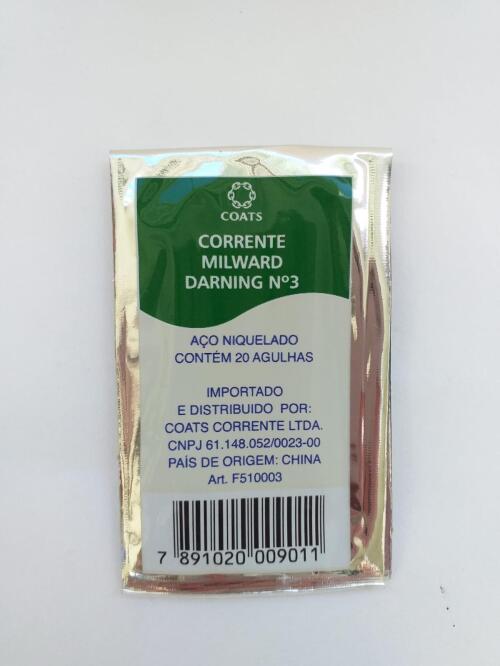 COATS
CORRENTE
MILWARD
DARNING Nº3
AÇO NIQUELADO
CONTÉM 20 AGULHAS
IMPORTADO
E DISTRIBUIDO POR:
COATS CORRENTE LTDA.
CNPJ 61.148.052/0023-00
PAÍS DE ORIGEM: CHINA
Art. F510003
7 891020 009011